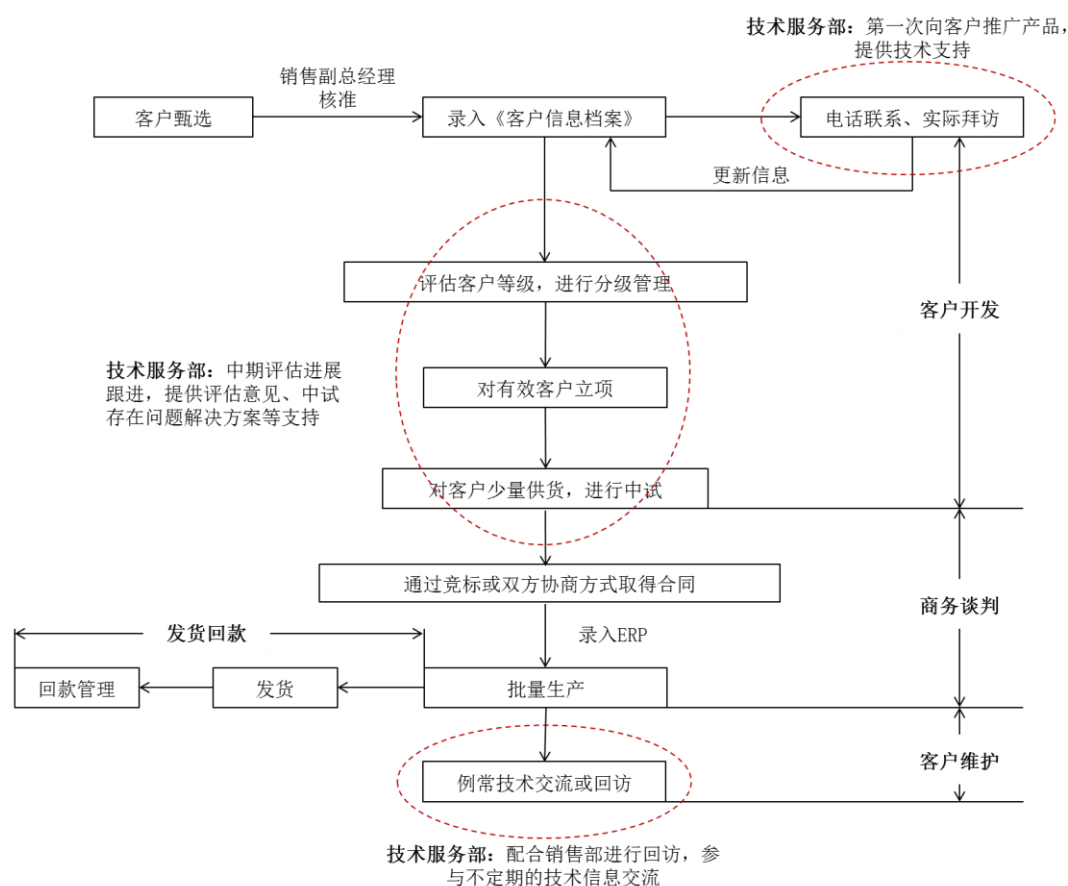 技术服务部：第一次向客户推广产品，
提供技术支持
销售副总经理
核准
客户甄选
录入《客户信息档案》
电话联系、实际拜访
更新信息
评估客户等级，进行分级管理
客户开发
技术服务部：中期评估进展
跟进，提供评估意见、中试
存在问题解决方案等支持
对有效客户立项
对客户少量供货，进行中试
通过竞标或双方协商方式取得合同
商务谈判
发货回款
录入ERP
回款管理
发货
批量生产
客户维护
例常技术交流或回访
技术服务部：配合销售部进行回访，参
与不定期的技术信息交流